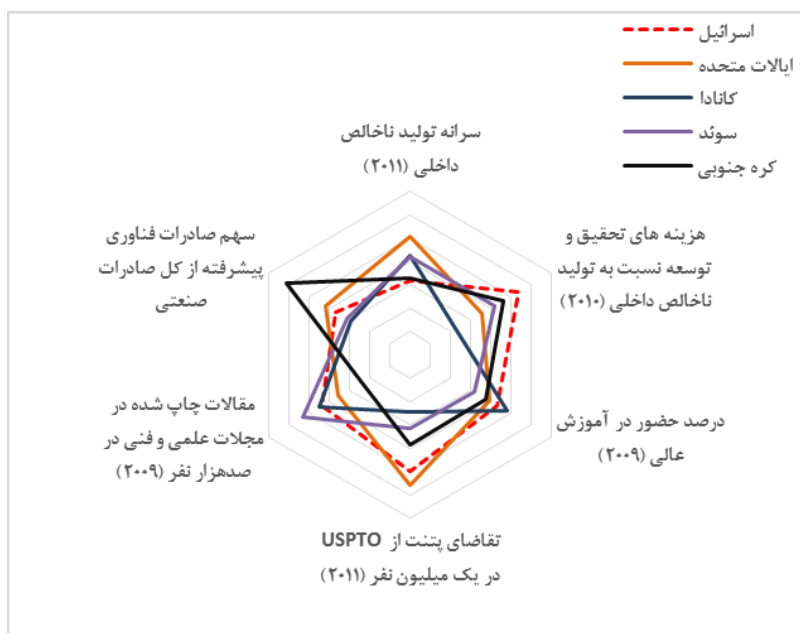 اسرائیل
ایالات متحده
کانادا
سوئد
کره جنوبی
سرانه تولید ناخالص
داخلی (۲۰۱۱)
هزینه های تحقیق و
توسعه نسبت به تولید
ناخالص داخلی (۲۰۱۰)
درصد حضور در آموزش
عالی (۲۰۰۹)
تقاضای پتنت از USPTO
در یک میلیون نفر (۲۰۱۱)
مقالات چاپ شده در
مجلات علمی و فنی در
صدهزار نفر (۲۰۰۹)
سهم صادرات فناوری
پیشرفته از کل صادرات
صنعتی